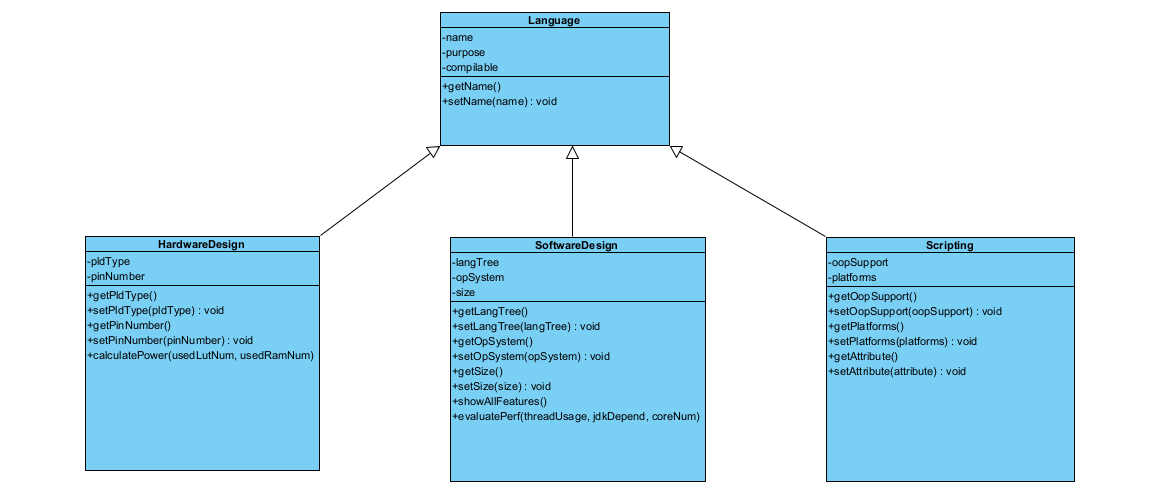 Language
-name
-purpose
-compilable
+getName()
+setName(name) : void
HardwareDesign
-pldType
-pinNumber
+getPldType()
+setPldType(pldType) : void
+getPinNumber()
+setPinNumber(pinNumber) : void
+calculatePower(usedLutNum, usedRamNum)
SoftwareDesign
-langTree
-opSystem
-size
+getLangTree()
+setLangTree(langTree) : void
+getOpSystem()
+setOpSystem(opSystem) : void
+getSize()
+setSize(size) : void
+showAllFeatures()
+evaluatePerf(threadUsage, jdkDepend, coreNum)
Scripting
-oopSupport
-platforms
+getOopSupport()
+setOopSupport(oopSupport) : void
+getPlatforms()
+setPlatforms(platforms) : void
+getAttribute()
+setAttribute(attribute) : void